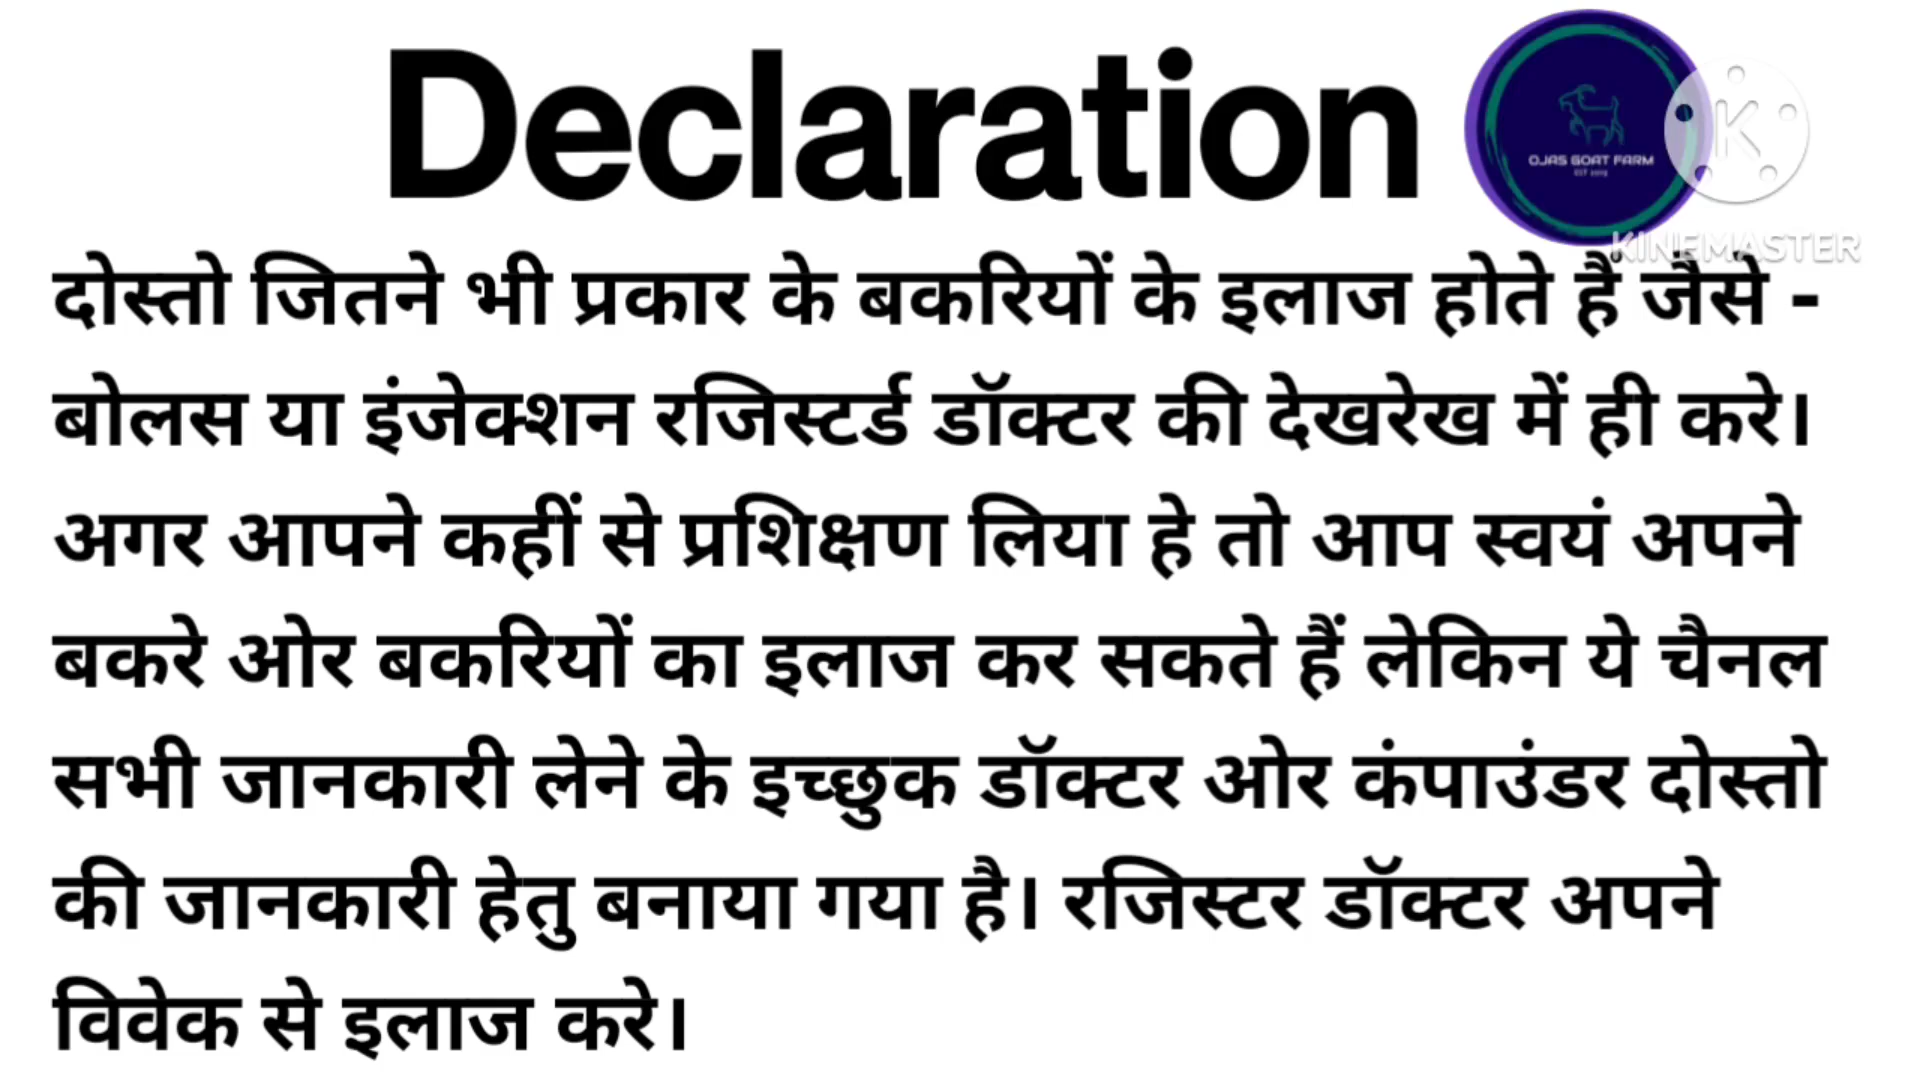 Declaration
OJAS GOAT FARM
K
KINEMASTER
दोस्तो जितने भी प्रकार के बकरियों के इलाज होते हैं जैसे -
बोलस या इंजेक्शन रजिस्टर्ड डॉक्टर की देखरेख में ही करे।
अगर आपने कहीं से प्रशिक्षण लिया हे तो आप स्वयं अपने
बकरे ओर बकरियों का इलाज कर सकते हैं लेकिन ये चैनल
सभी जानकारी लेने के इच्छुक डॉक्टर ओर कंपाउंडर दोस्तो
की जानकारी हेतु बनाया गया है। रजिस्टर डॉक्टर अपने
विवेक से इलाज करे।